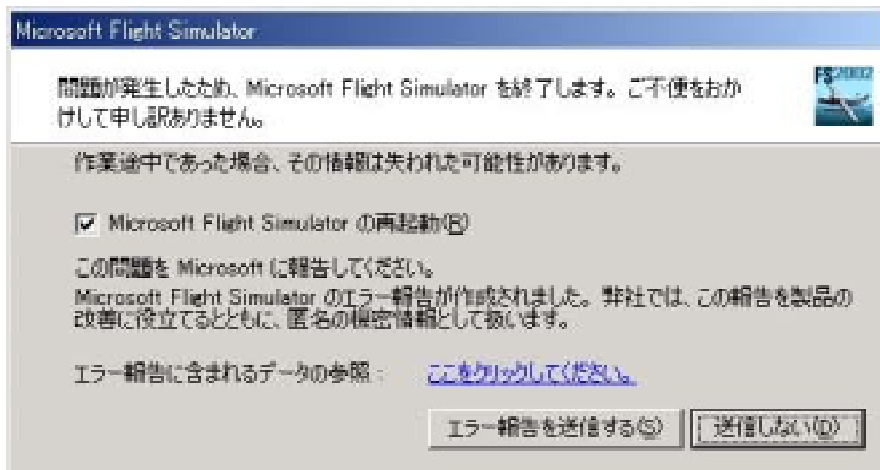 Microsoft Flight Simulator
問題が発生したため、Microsoft Flight Simulator を終了します。ご不便をおか
けして申し訳ありません。
FS2002
作業途中であった場合、その情報は失われた可能性があります。
Microsoft Flight Simulator の再起動(R)
この問題を Microsoft に報告してください。
Microsoft Flight Simulator のエラー報告が作成されました。弊社では、この報告を製品の
改善に役立てるとともに、匿名の機密情報として扱います。
エラー報告に含まれるデータの参照: ここをクリックしてください。
エラー報告を送信する(S) 送信しない(D)